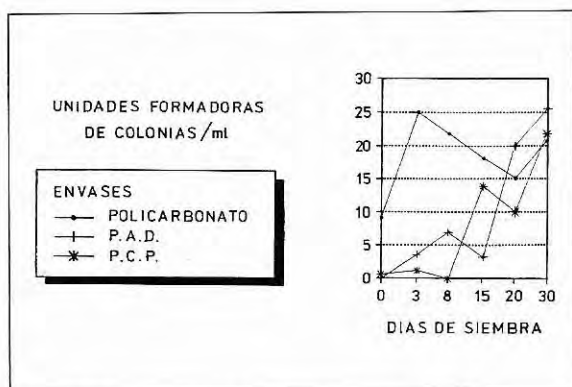 UNIDADES FORMADORAS
DE COLONIAS/ml
ENVASES
POLICARBONATO
P.A.D.
P.C.P.
30
25
20
15
10
5
0
0 3 8 15 20 30
DIAS DE SIEMBRA